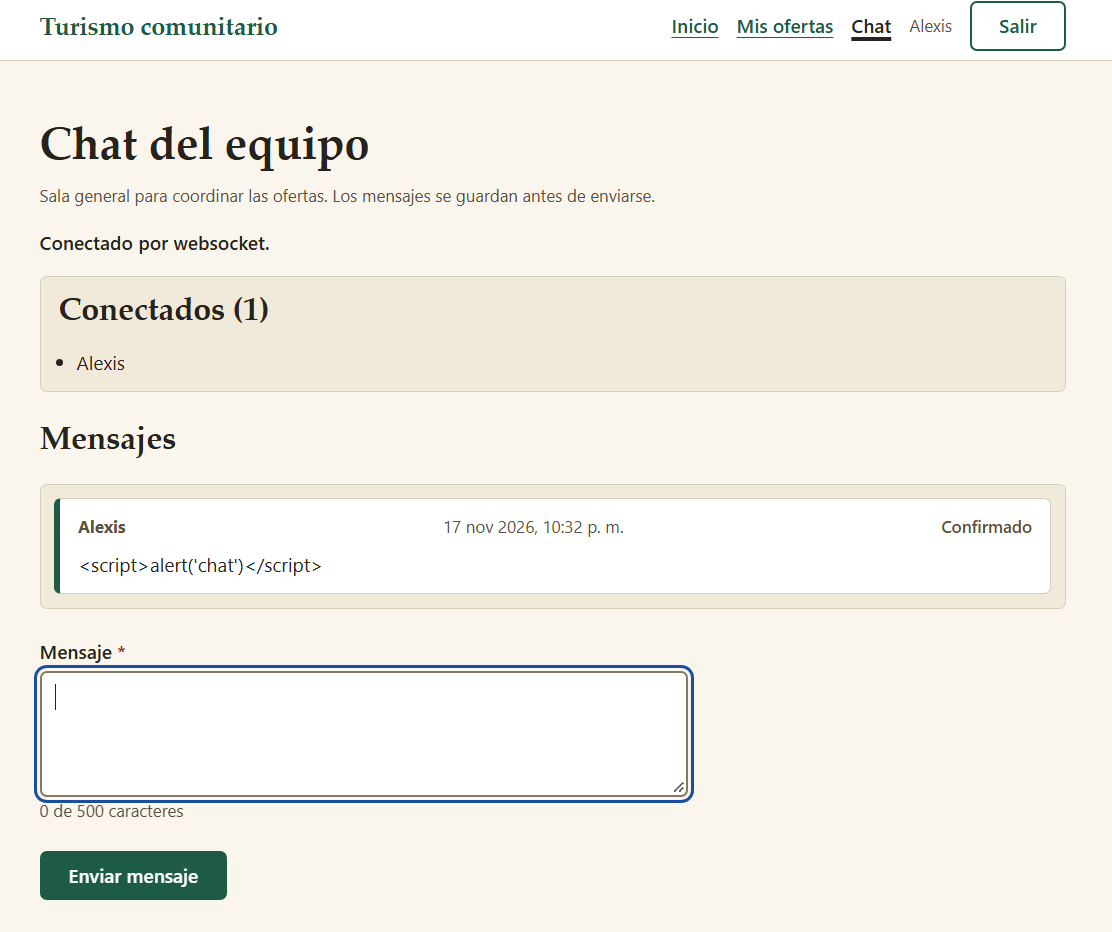 Turismo comunitario
Inicio Mis ofertas Chat Alexis Salir
Chat del equipo
Sala general para coordinar las ofertas. Los mensajes se guardan antes de enviarse.
Conectado por websocket.
Conectados (1)
• Alexis
Mensajes
Alexis 17 nov 2026, 10:32 p. m. Confirmado
<script>alert('chat')</script>
Mensaje *
0 de 500 caracteres
Enviar mensaje